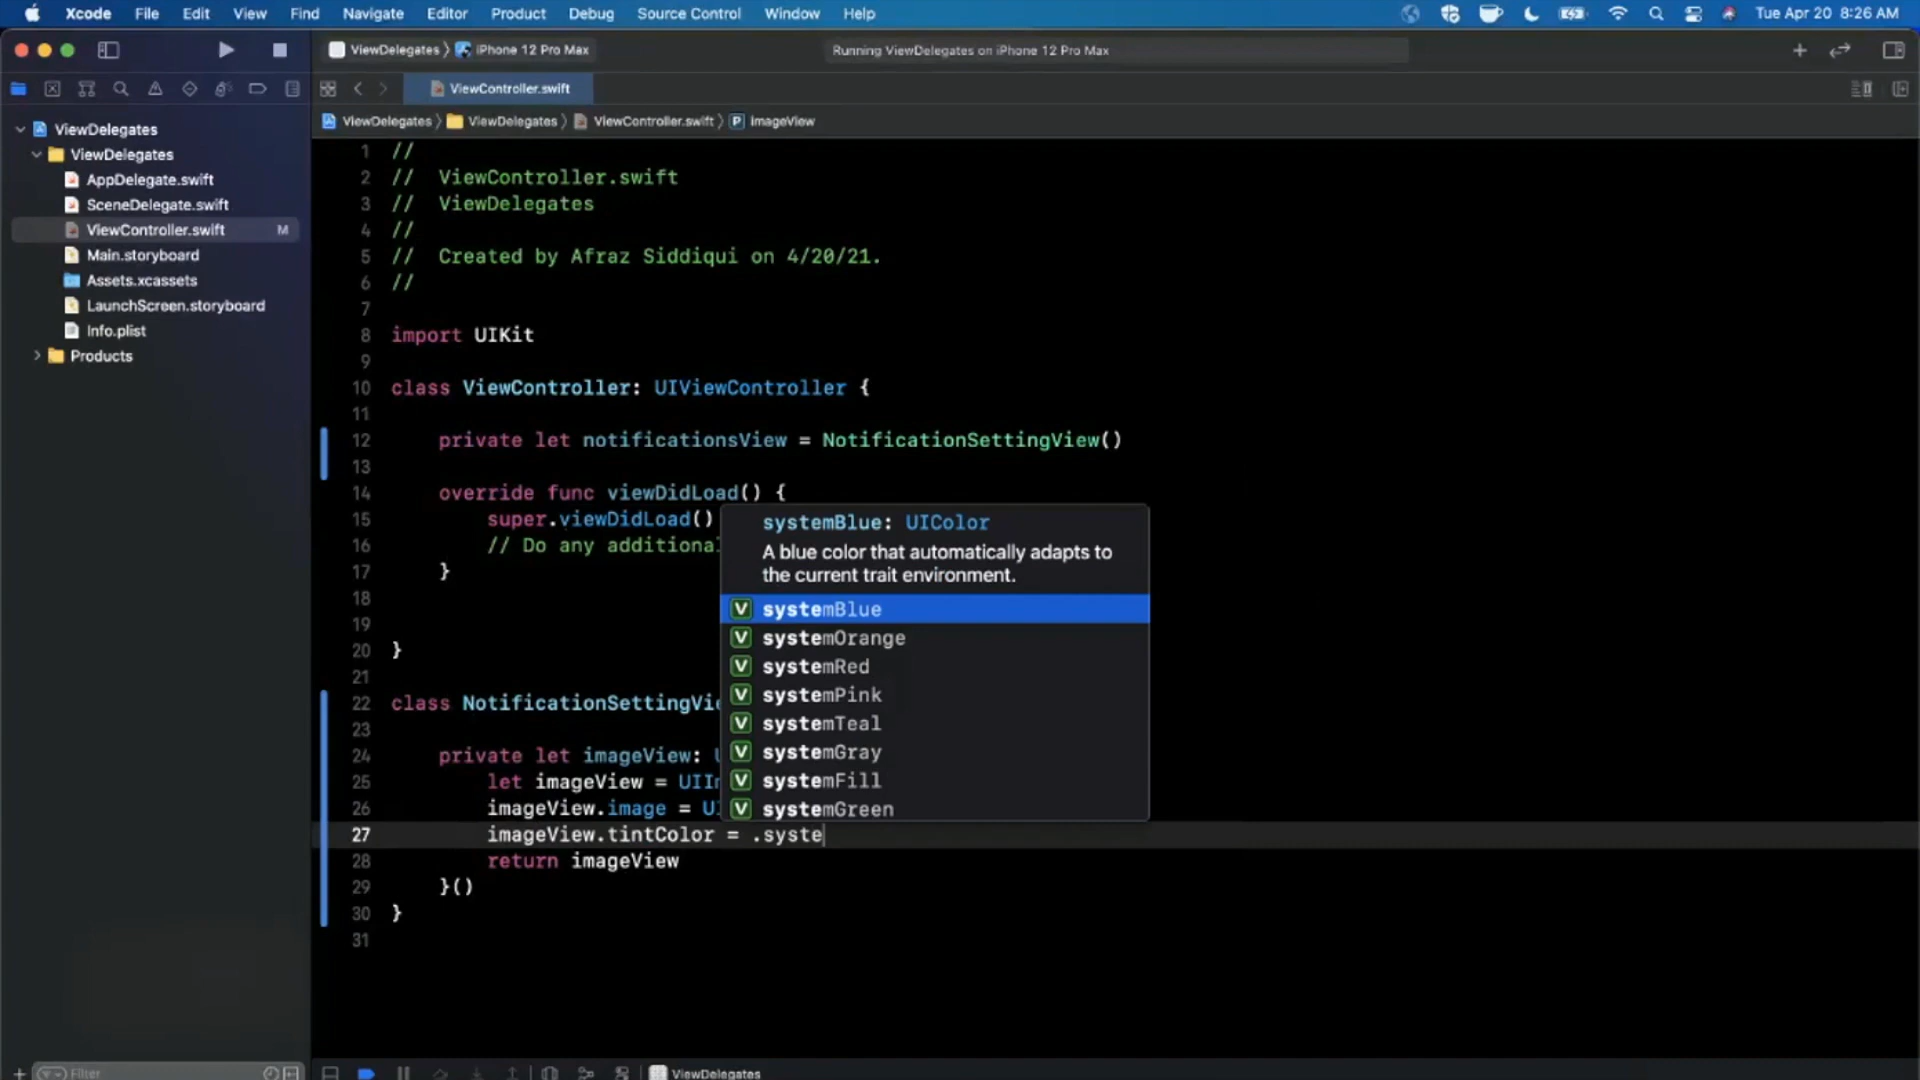 Xcode File Edit View Find Navigate Editor Product Debug Source Control Window Help Tue Apr 20 8:26 AM
ViewDelegates 〉 iPhone 12 Pro Max Running ViewDelegates on iPhone 12 Pro Max
ViewController.swift
ViewDelegates 〉 ViewDelegates 〉 ViewController.swift 〉 P imageView
ViewDelegates
ViewDelegates
AppDelegate.swift
SceneDelegate.swift
ViewController.swift M
Main.storyboard
Assets.xcassets
LaunchScreen.storyboard
Info.plist
Products
1 //
2 //  ViewController.swift
3 //  ViewDelegates
4 //
5 //  Created by Afraz Siddiqui on 4/20/21.
6 //
7
8 import UIKit
9
10 class ViewController: UIViewController {
11
12     private let notificationsView = NotificationSettingView()
13
14     override func viewDidLoad() {
15         super.viewDidLoad()
16         // Do any additional
17     }
18
19
20 }
21
22 class NotificationSettingVie
23
24     private let imageView: U
25         let imageView = UIIm
26         imageView.image = UI
27         imageView.tintColor = .syste
28         return imageView
29     }()
30 }
31
systemBlue: UIColor
A blue color that automatically adapts to
the current trait environment.
V systemBlue
V systemOrange
V systemRed
V systemPink
V systemTeal
V systemGray
V systemFill
V systemGreen
Filter
ViewDelegates